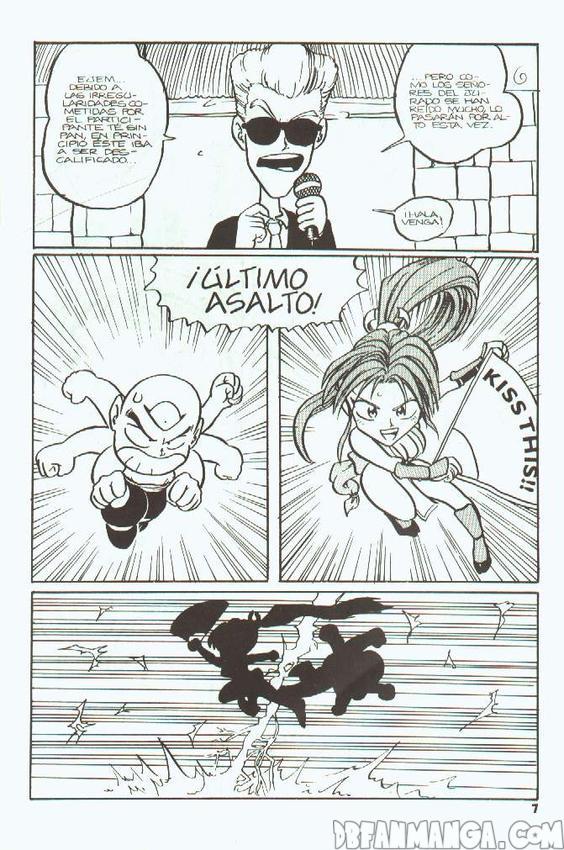 EJEM...
DEBIDO A
LAS IRREGU-
LARIDADES CO-
METIDAS POR
EL PARTICI-
PANTE TE SIN
PAN, EN PRIN-
CIPIO ÉSTE IBA
A SER DES-
CALIFICADO...
...PERO CO-
MO LOS SEÑO-
RES DEL JU-
RADO SE HAN
REÍDO MUCHO, LO
PASARÁN POR AL-
TO ESTA VEZ.
¡HALA,
VENGA!
¡ÚLTIMO
ASALTO!
KISS THIS!!
7
DBFANMANGA.COM